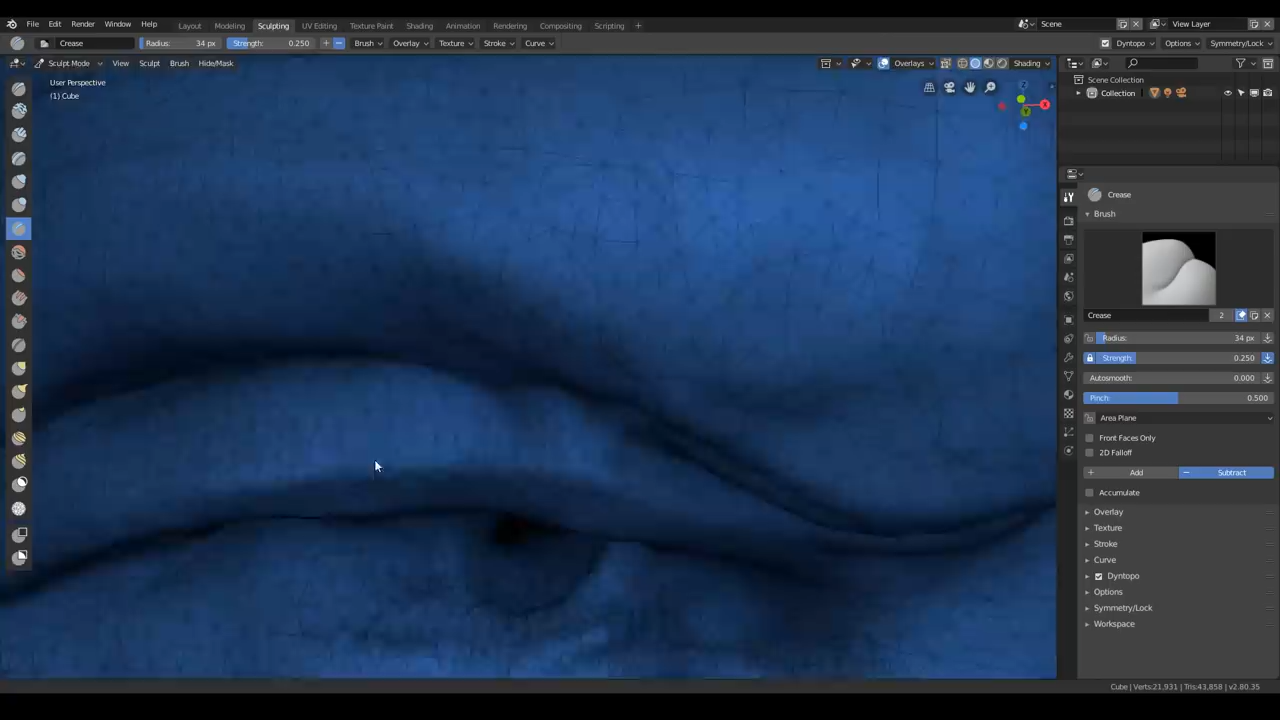 File Edit Render Window Help Layout Modeling Sculpting UV Editing Texture Paint Shading Animation Rendering Compositing Scripting + Scene View Layer
Crease Radius: 34 px Strength: 0.250 Brush Overlay Texture Stroke Curve Dyntopo Options Symmetry/Lock
Sculpt Mode View Sculpt Brush Hide/Mask Overlays Shading
User Perspective
(1) Cube
X
Y
Scene Collection
Collection
Crease
Brush
Crease 2
Radius: 34 px
Strength: 0.250
Autosmooth: 0.000
Pinch: 0.500
Area Plane
Front Faces Only
2D Falloff
+ Add − Subtract
Accumulate
Overlay
Texture
Stroke
Curve
Dyntopo
Options
Symmetry/Lock
Workspace
Cube | Verts:21,931 | Tris:43,858 | v2.80.35